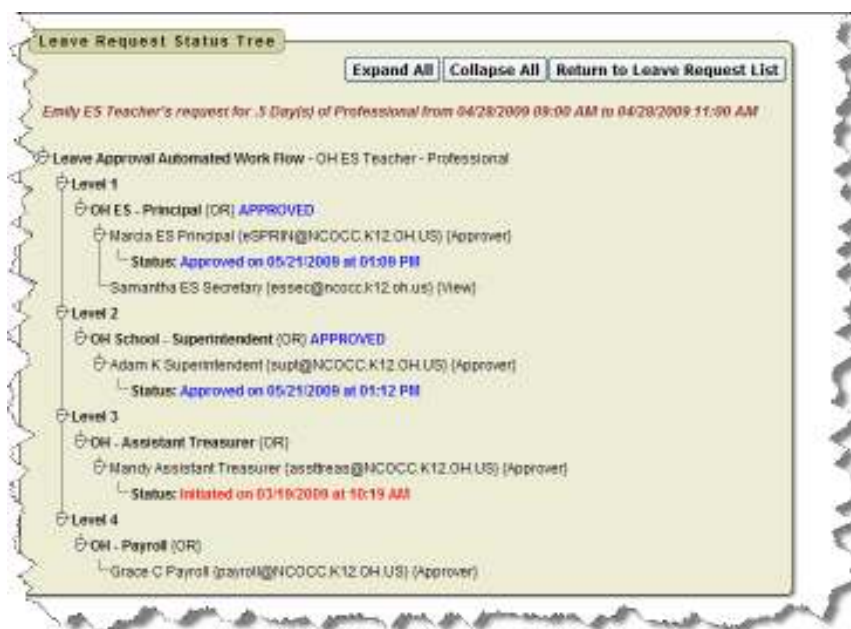 Leave Request Status Tree
Expand All Collapse All Return to Leave Request List
Emily ES Teacher's request for .5 Day(s) of Professional from 04/28/2009 09:00 AM to 04/28/2009 11:00 AM
Leave Approval Automated Work Flow - OH ES Teacher - Professional
Level 1
OH ES - Principal (OR) APPROVED
Marcia ES Principal (eSPRIN@NCOCC.K12.OH.US) (Approver)
Status: Approved on 05/21/2009 at 01:09 PM
Samantha ES Secretary (essec@ncocc.k12.oh.us) (View)
Level 2
OH School - Superintendent (OR) APPROVED
Adam K Superintendent (supt@NCOCC.K12.OH.US) (Approver)
Status: Approved on 05/21/2009 at 01:12 PM
Level 3
OH - Assistant Treasurer (OR)
Mandy Assistant Treasurer (assttreas@NCOCC.K12.OH.US) (Approver)
Status: Initiated on 03/19/2009 at 10:19 AM
Level 4
OH - Payroll (OR)
Grace C Payroll (payroll@NCOCC.K12.OH.US) (Approver)